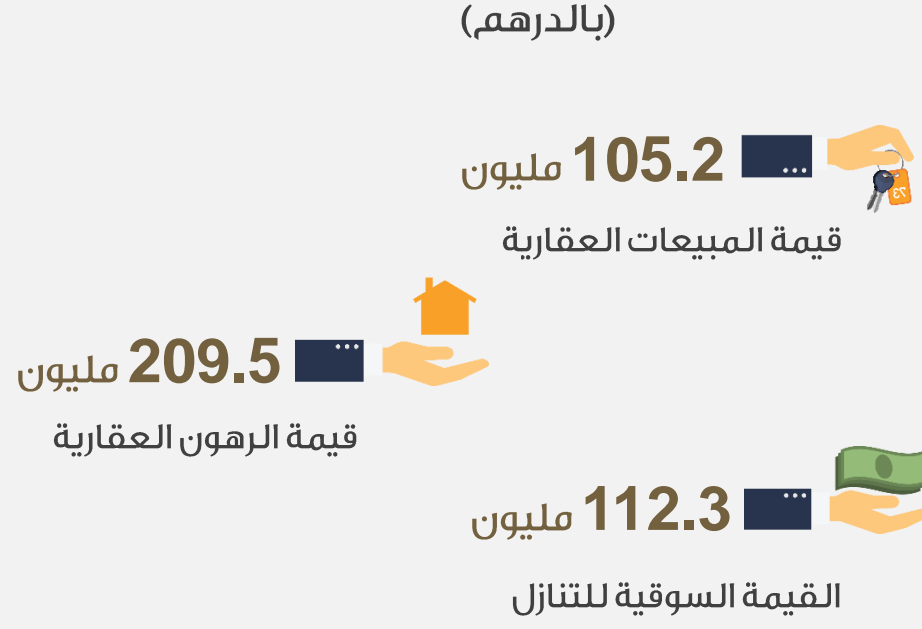 (بالدرهم)
105.2 مليون
قيمة المبيعات العقارية
209.5 مليون
قيمة الرهون العقارية
112.3 مليون
القيمة السوقية للتنازل